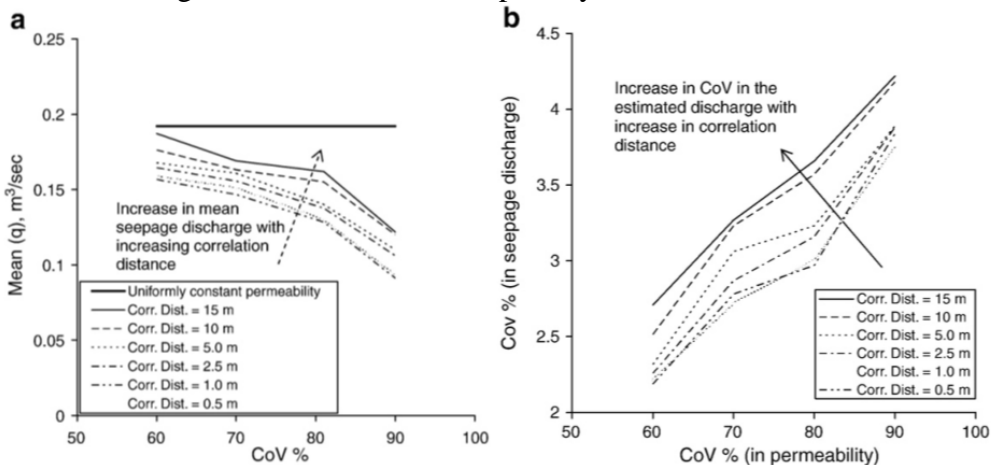 a
0.25
0.2
0.15
0.1
0.05
0
50
60
70
80
90
100
Mean (q), m³/sec
CoV %
Increase in mean
seepage discharge with
increasing correlation
distance
Uniformly constant permeability
Corr. Dist. = 15 m
Corr. Dist. = 10 m
Corr. Dist. = 5.0 m
Corr. Dist. = 2.5 m
Corr. Dist. = 1.0 m
Corr. Dist. = 0.5 m
b
4.5
4
3.5
3
2.5
2
50
60
70
80
90
100
Cov % (in seepage discharge)
CoV % (in permeability)
Increase in CoV in the
estimated discharge with
increase in correlation
distance
Corr. Dist. = 15 m
Corr. Dist. = 10 m
Corr. Dist. = 5.0 m
Corr. Dist. = 2.5 m
Corr. Dist. = 1.0 m
Corr. Dist. = 0.5 m